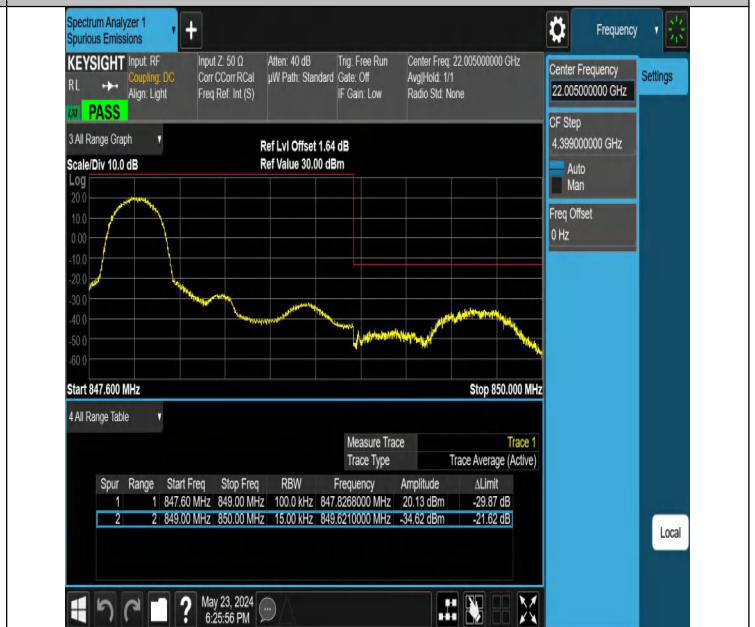 Spectrum Analyzer 1
Spurious Emissions
+
Frequency
KEYSIGHT Input: RF Input Z: 50 Ω Atten: 40 dB Trig: Free Run Center Freq: 22.005000000 GHz
RL Coupling: DC Corr CCorr RCal µW Path: Standard Gate: Off Avg|Hold: 1/1
Align: Light Freq Ref: Int (S) IF Gain: Low Radio Std: None
PASS
Center Frequency
22.005000000 GHz
Settings
CF Step
4.399000000 GHz
Auto
Man
Freq Offset
0 Hz
3 All Range Graph
Ref Lvl Offset 1.64 dB
Scale/Div 10.0 dB Ref Value 30.00 dBm
Log
20.0
10.0
0.00
-10.0
-20.0
-30.0
-40.0
-50.0
-60.0
Start 847.600 MHz Stop 850.000 MHz
4 All Range Table
Measure Trace Trace 1
Trace Type Trace Average (Active)
Spur Range Start Freq Stop Freq RBW Frequency Amplitude ΔLimit
1 1 847.60 MHz 849.00 MHz 100.0 kHz 847.8268000 MHz 20.13 dBm -29.87 dB
2 2 849.00 MHz 850.00 MHz 15.00 kHz 849.6210000 MHz -34.62 dBm -21.62 dB
Local
? May 23, 2024
6:25:56 PM